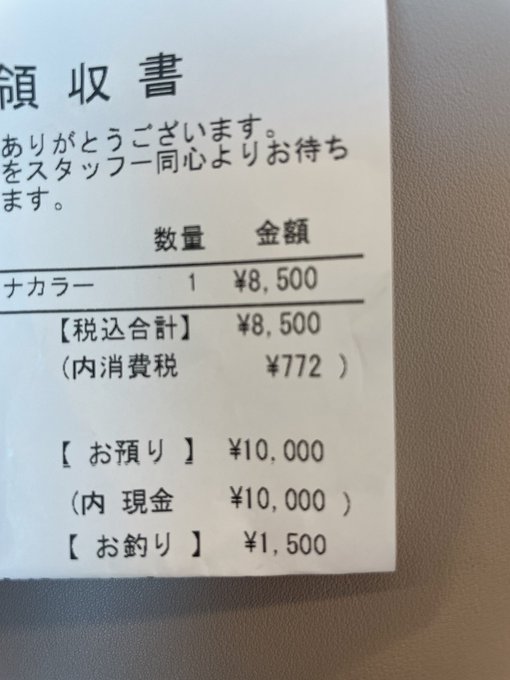 領収書
ありがとうございます。
をスタッフ一同心よりお待ち
ます。
数量 金額
ナカラー 1 ¥8,500
【税込合計】 ¥8,500
(内消費税 ¥772 )
【 お預り 】 ¥10,000
(内 現金 ¥10,000 )
【 お釣り 】 ¥1,500